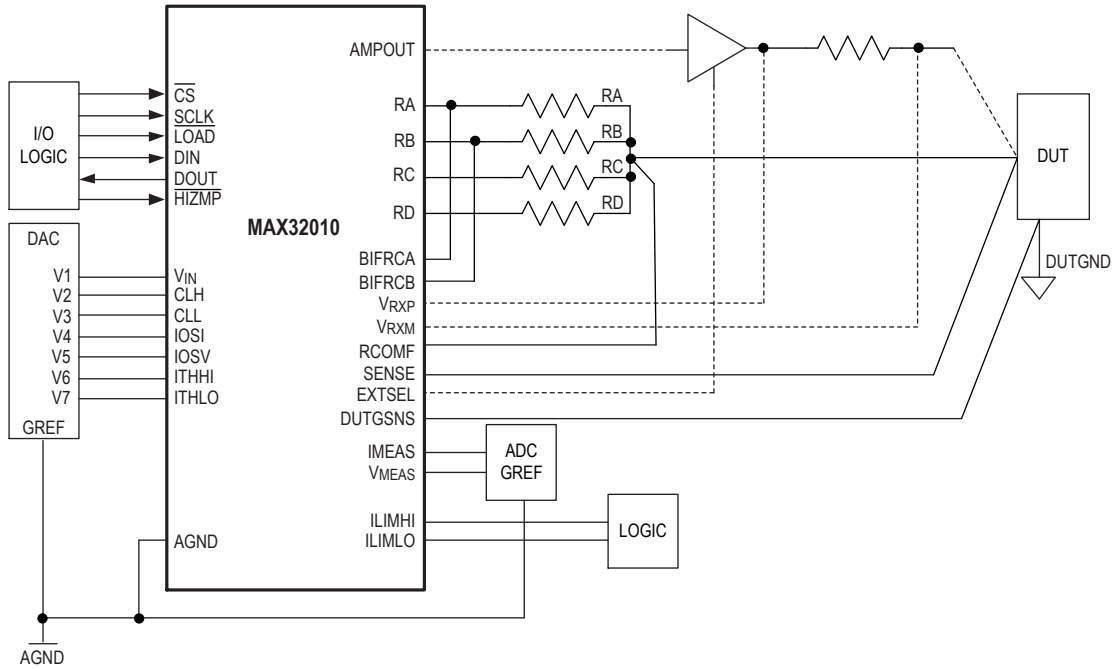 I/O
LOGIC
CS
SCLK
LOAD
DIN
DOUT
HIZMP
DAC
V1
V2
V3
V4
V5
V6
V7
GREF
VIN
CLH
CLL
IOSI
IOSV
ITHHI
ITHLO
AGND
AGND
MAX32010
AMPOUT
RA
RB
RC
RD
BIFRCA
BIFRCB
VRXP
VRXM
RCOMF
SENSE
EXTSEL
DUTGSNS
IMEAS
VMEAS
ILIMHI
ILIMLO
RA
RB
RC
RD
ADC
GREF
LOGIC
DUT
DUTGND